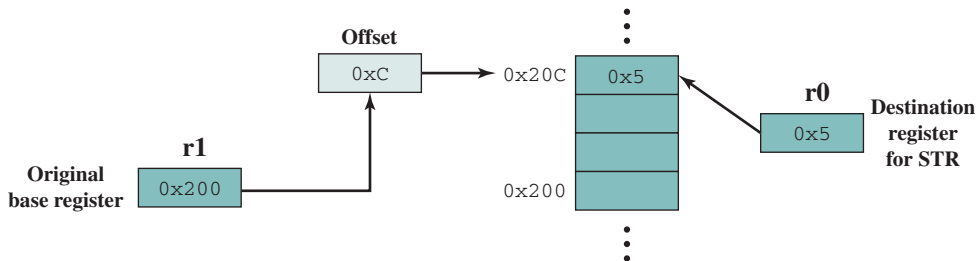 Offset
0xC
0x20C
0x5
r0
Destination
register
for STR
0x5
r1
Original
base register
0x200
0x200